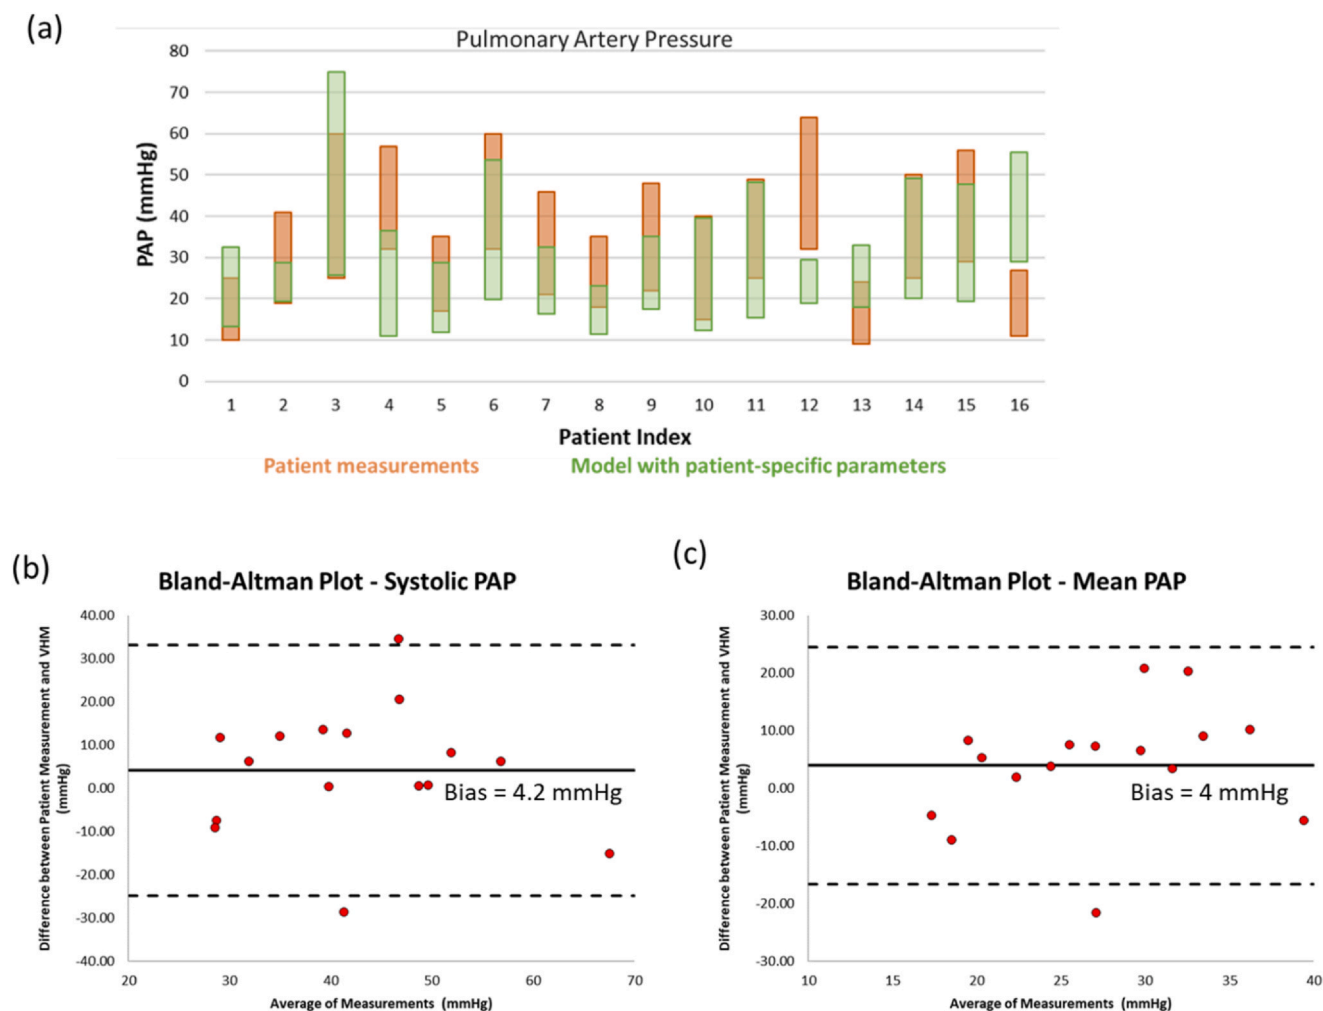 (a)
Pulmonary Artery Pressure
80
70
60
50
40
30
20
10
0
PAP (mmHg)
1 2 3 4 5 6 7 8 9 10 11 12 13 14 15 16
Patient Index
Patient measurements Model with patient-specific parameters
(b)
Bland-Altman Plot - Systolic PAP
40.00
30.00
20.00
10.00
0.00
-10.00
-20.00
-30.00
-40.00
Difference between Patient Measurement and VHM
(mmHg)
Bias = 4.2 mmHg
20 30 40 50 60 70
Average of Measurements (mmHg)
(c)
Bland-Altman Plot - Mean PAP
30.00
20.00
10.00
0.00
-10.00
-20.00
-30.00
Difference between Patient Measurement and VHM
(mmHg)
Bias = 4 mmHg
10 20 30 40
Average of Measurements (mmHg)